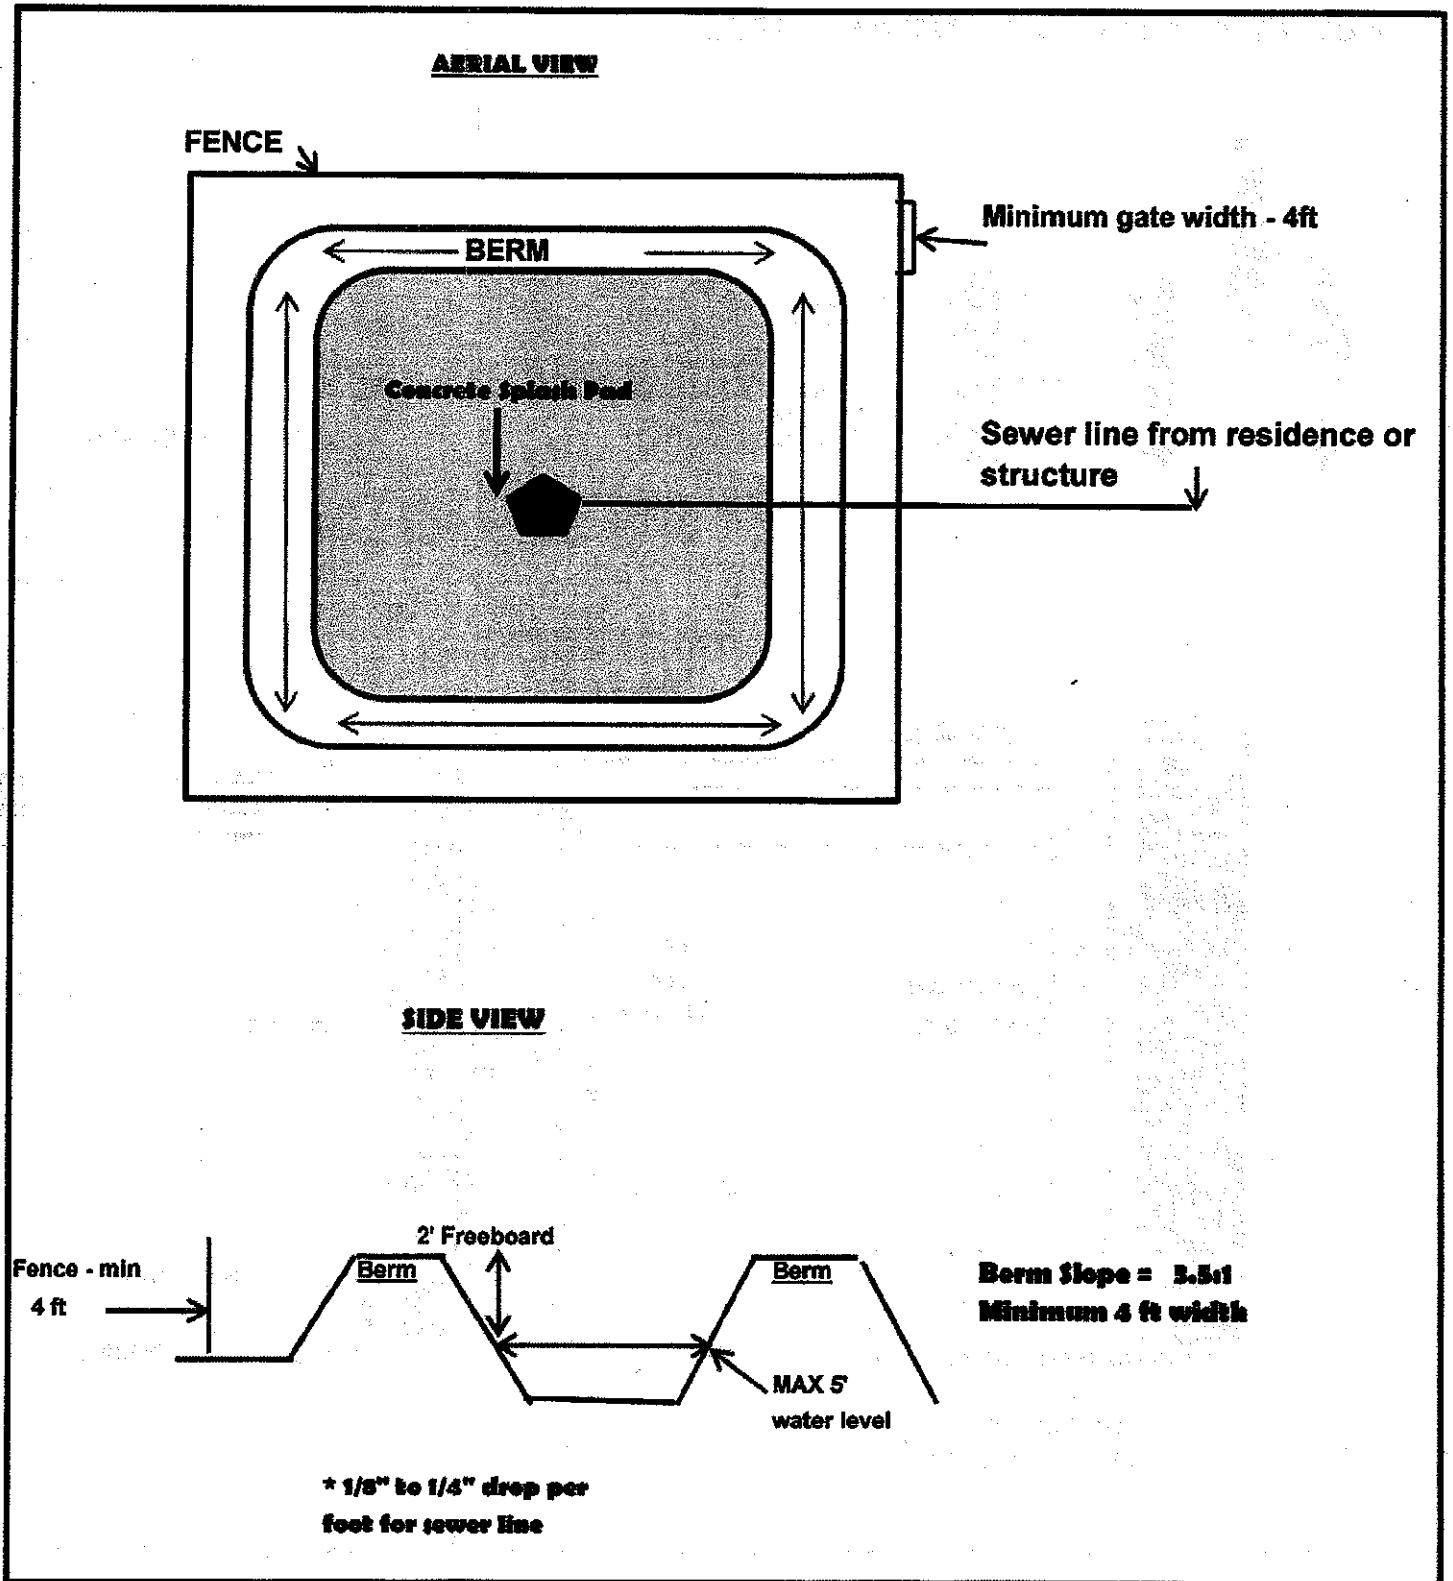 AERIAL VIEW
FENCE
Minimum gate width - 4ft
BERM
Concrete Splash Pad
Sewer line from residence or
structure
SIDE VIEW
2' Freeboard
Fence - min
4 ft
Berm
Berm
Berm Slope = 3.5:1
Minimum 4 ft width
MAX 5'
water level
* 1/8" to 1/4" drop per
foot for sewer line